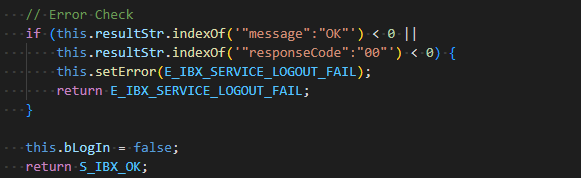 // Error Check
if (this.resultStr.indexOf('"message":"OK"') < 0 ||
this.resultStr.indexOf('"responseCode":"00"') < 0) {
this.setError(E_IBX_SERVICE_LOGOUT_FAIL);
return E_IBX_SERVICE_LOGOUT_FAIL;
}
this.bLogIn = false;
return S_IBX_OK;